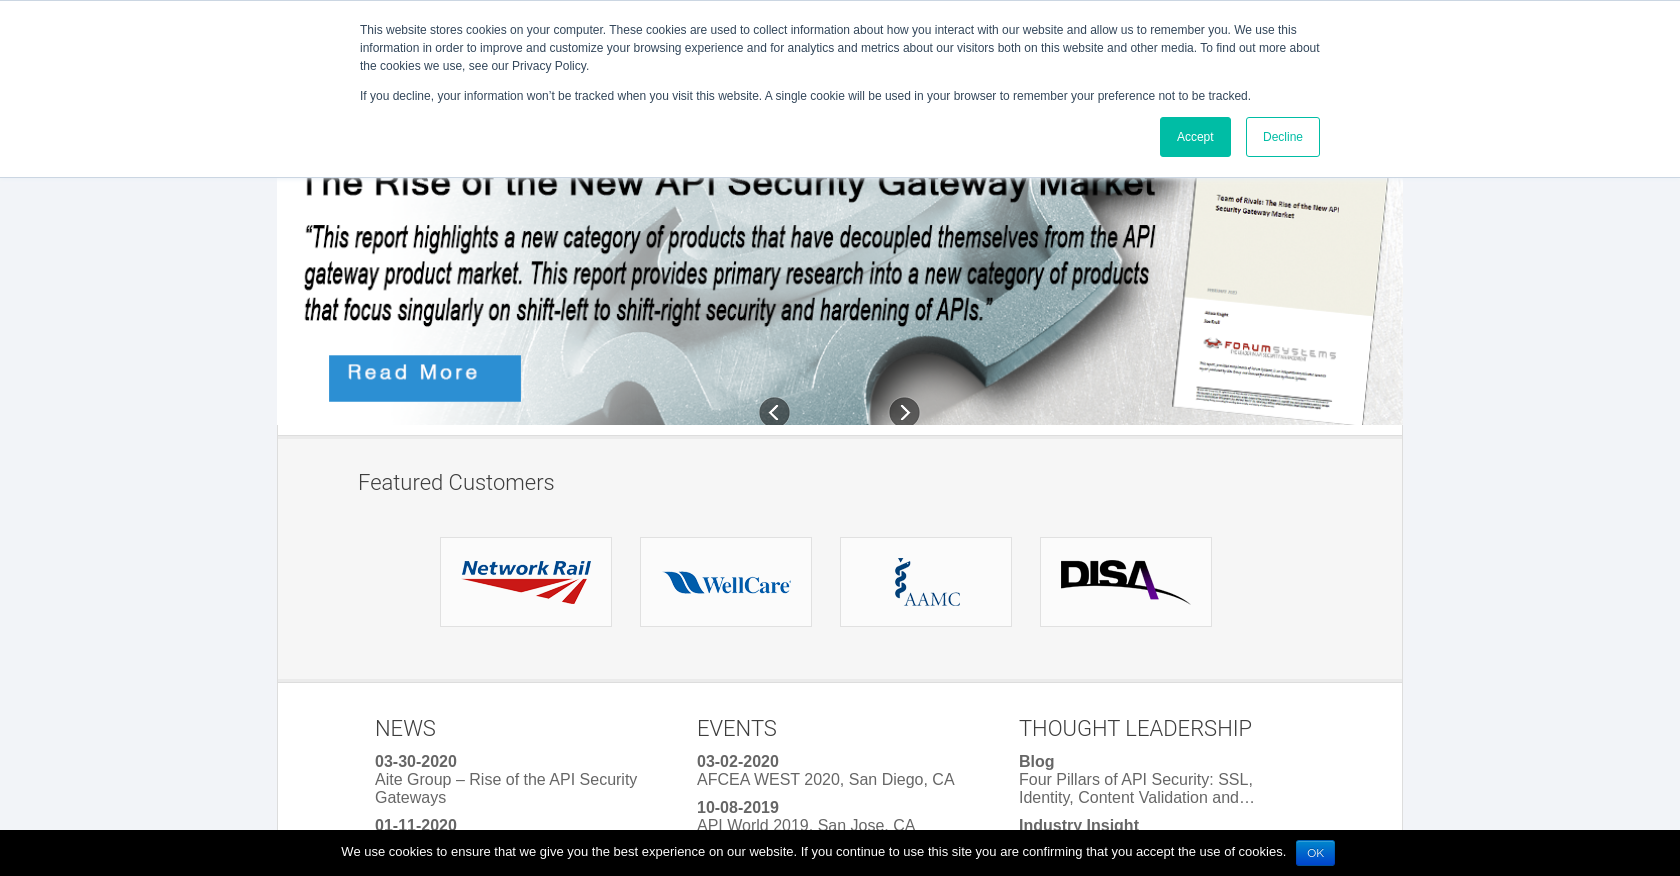 This website stores cookies on your computer. These cookies are used to collect information about how you interact with our website and allow us to remember you. We use this
information in order to improve and customize your browsing experience and for analytics and metrics about our visitors both on this website and other media. To find out more about
the cookies we use, see our Privacy Policy.
If you decline, your information won’t be tracked when you visit this website. A single cookie will be used in your browser to remember your preference not to be tracked.
Accept
Decline
The Rise of the New API Security Gateway Market
“This report highlights a new category of products that have decoupled themselves from the API
gateway product market. This report provides primary research into a new category of products
that focus singularly on shift-left to shift-right security and hardening of APIs.”
Read More
Team of Rivals: The Rise of the New API
Security Gateway Market
FORUMSYSTEMS
Featured Customers
Network Rail
WellCare
AAMC
DISA
NEWS
03-30-2020
Aite Group – Rise of the API Security
Gateways
01-11-2020
EVENTS
03-02-2020
AFCEA WEST 2020, San Diego, CA
10-08-2019
API World 2019, San Jose, CA
THOUGHT LEADERSHIP
Blog
Four Pillars of API Security: SSL,
Identity, Content Validation and…
Industry Insight
We use cookies to ensure that we give you the best experience on our website. If you continue to use this site you are confirming that you accept the use of cookies.
OK